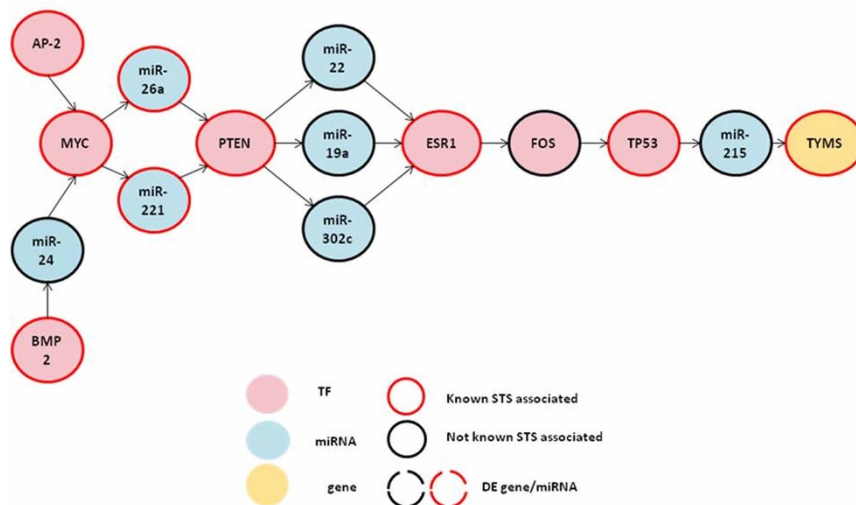 AP-2
miR-
26a
miR-
22
MYC
PTEN
miR-
19a
ESR1
FOS
TP53
miR-
215
TYMS
miR-
221
miR-
24
miR-
302c
BMP
2
TF
Known STS associated
miRNA
Not known STS associated
gene
DE gene/miRNA